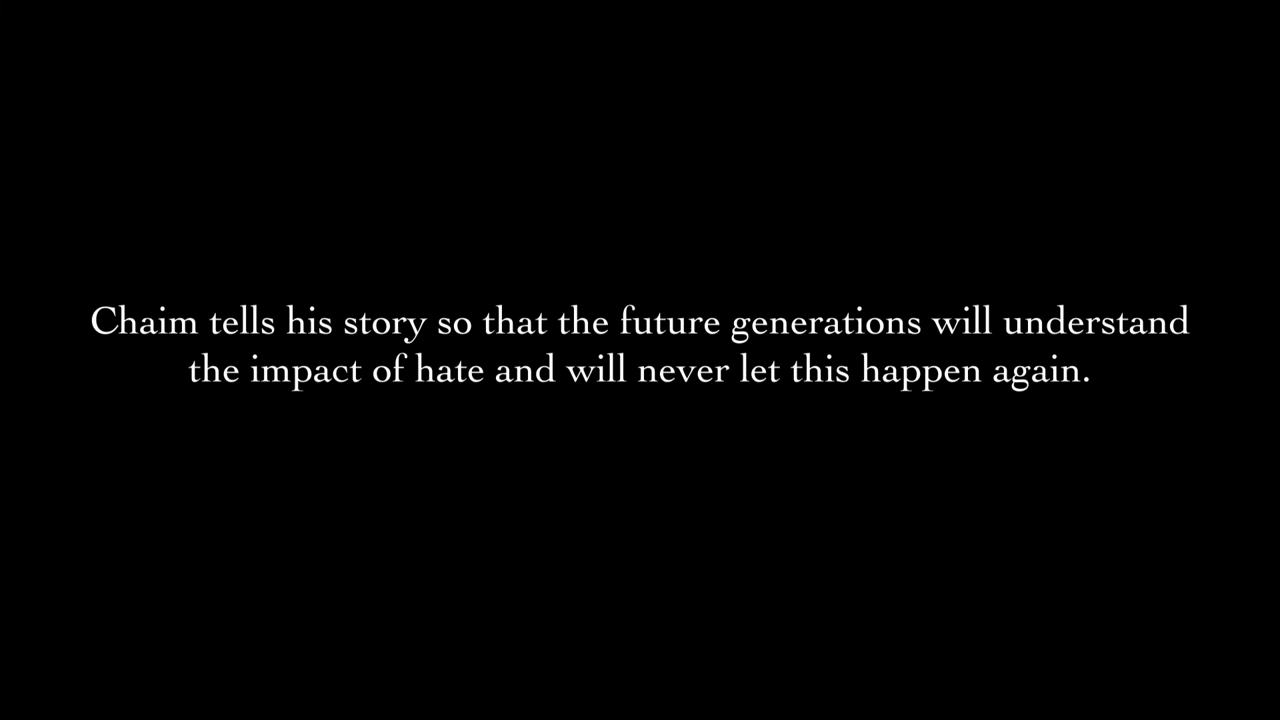 Chaim tells his story so that the future generations will understand
the impact of hate and will never let this happen again.